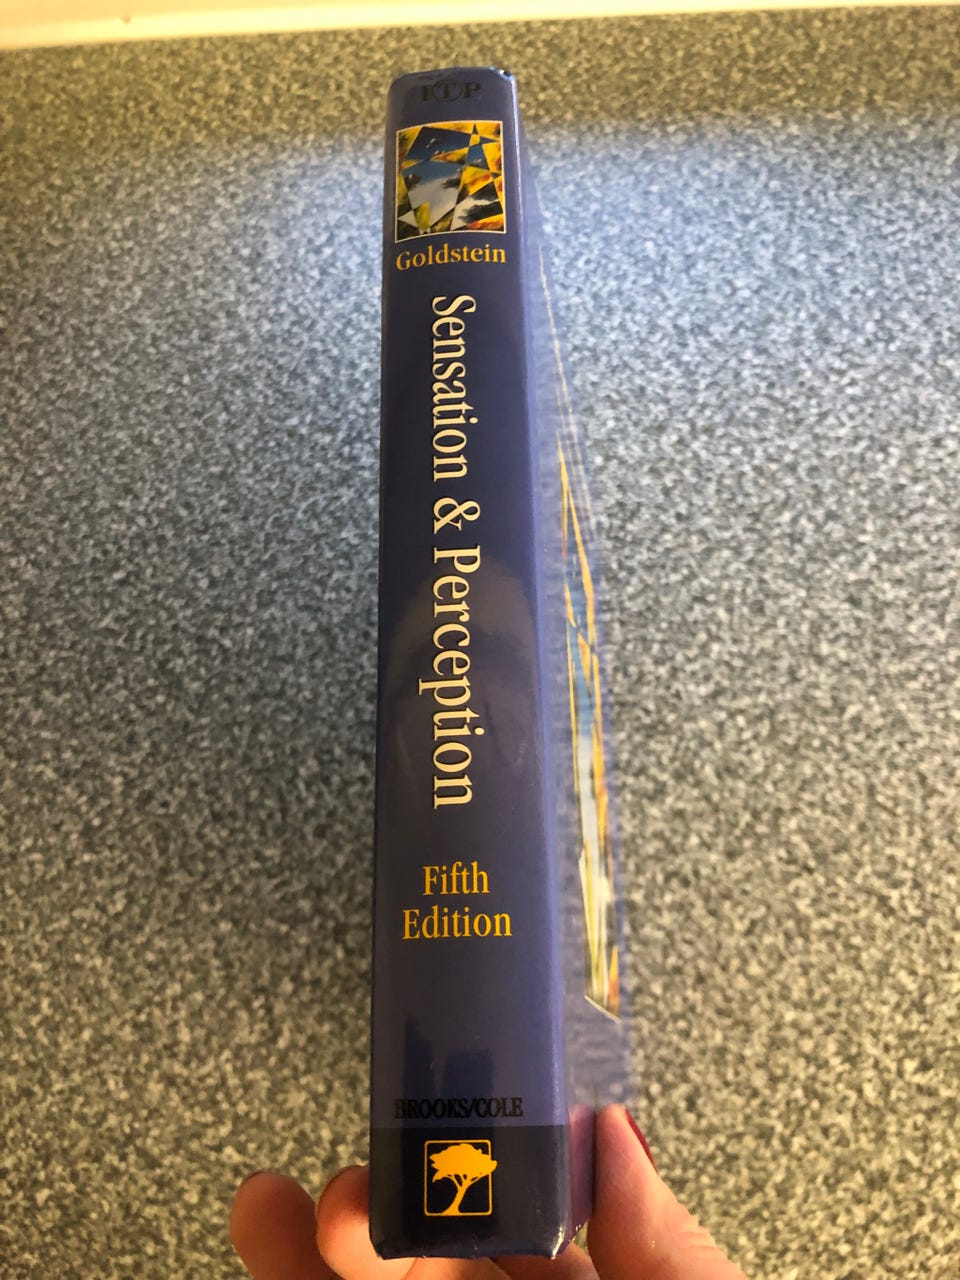 ITP
Goldstein
Sensation & Perception
Fifth
Edition
BROOKS/COLE